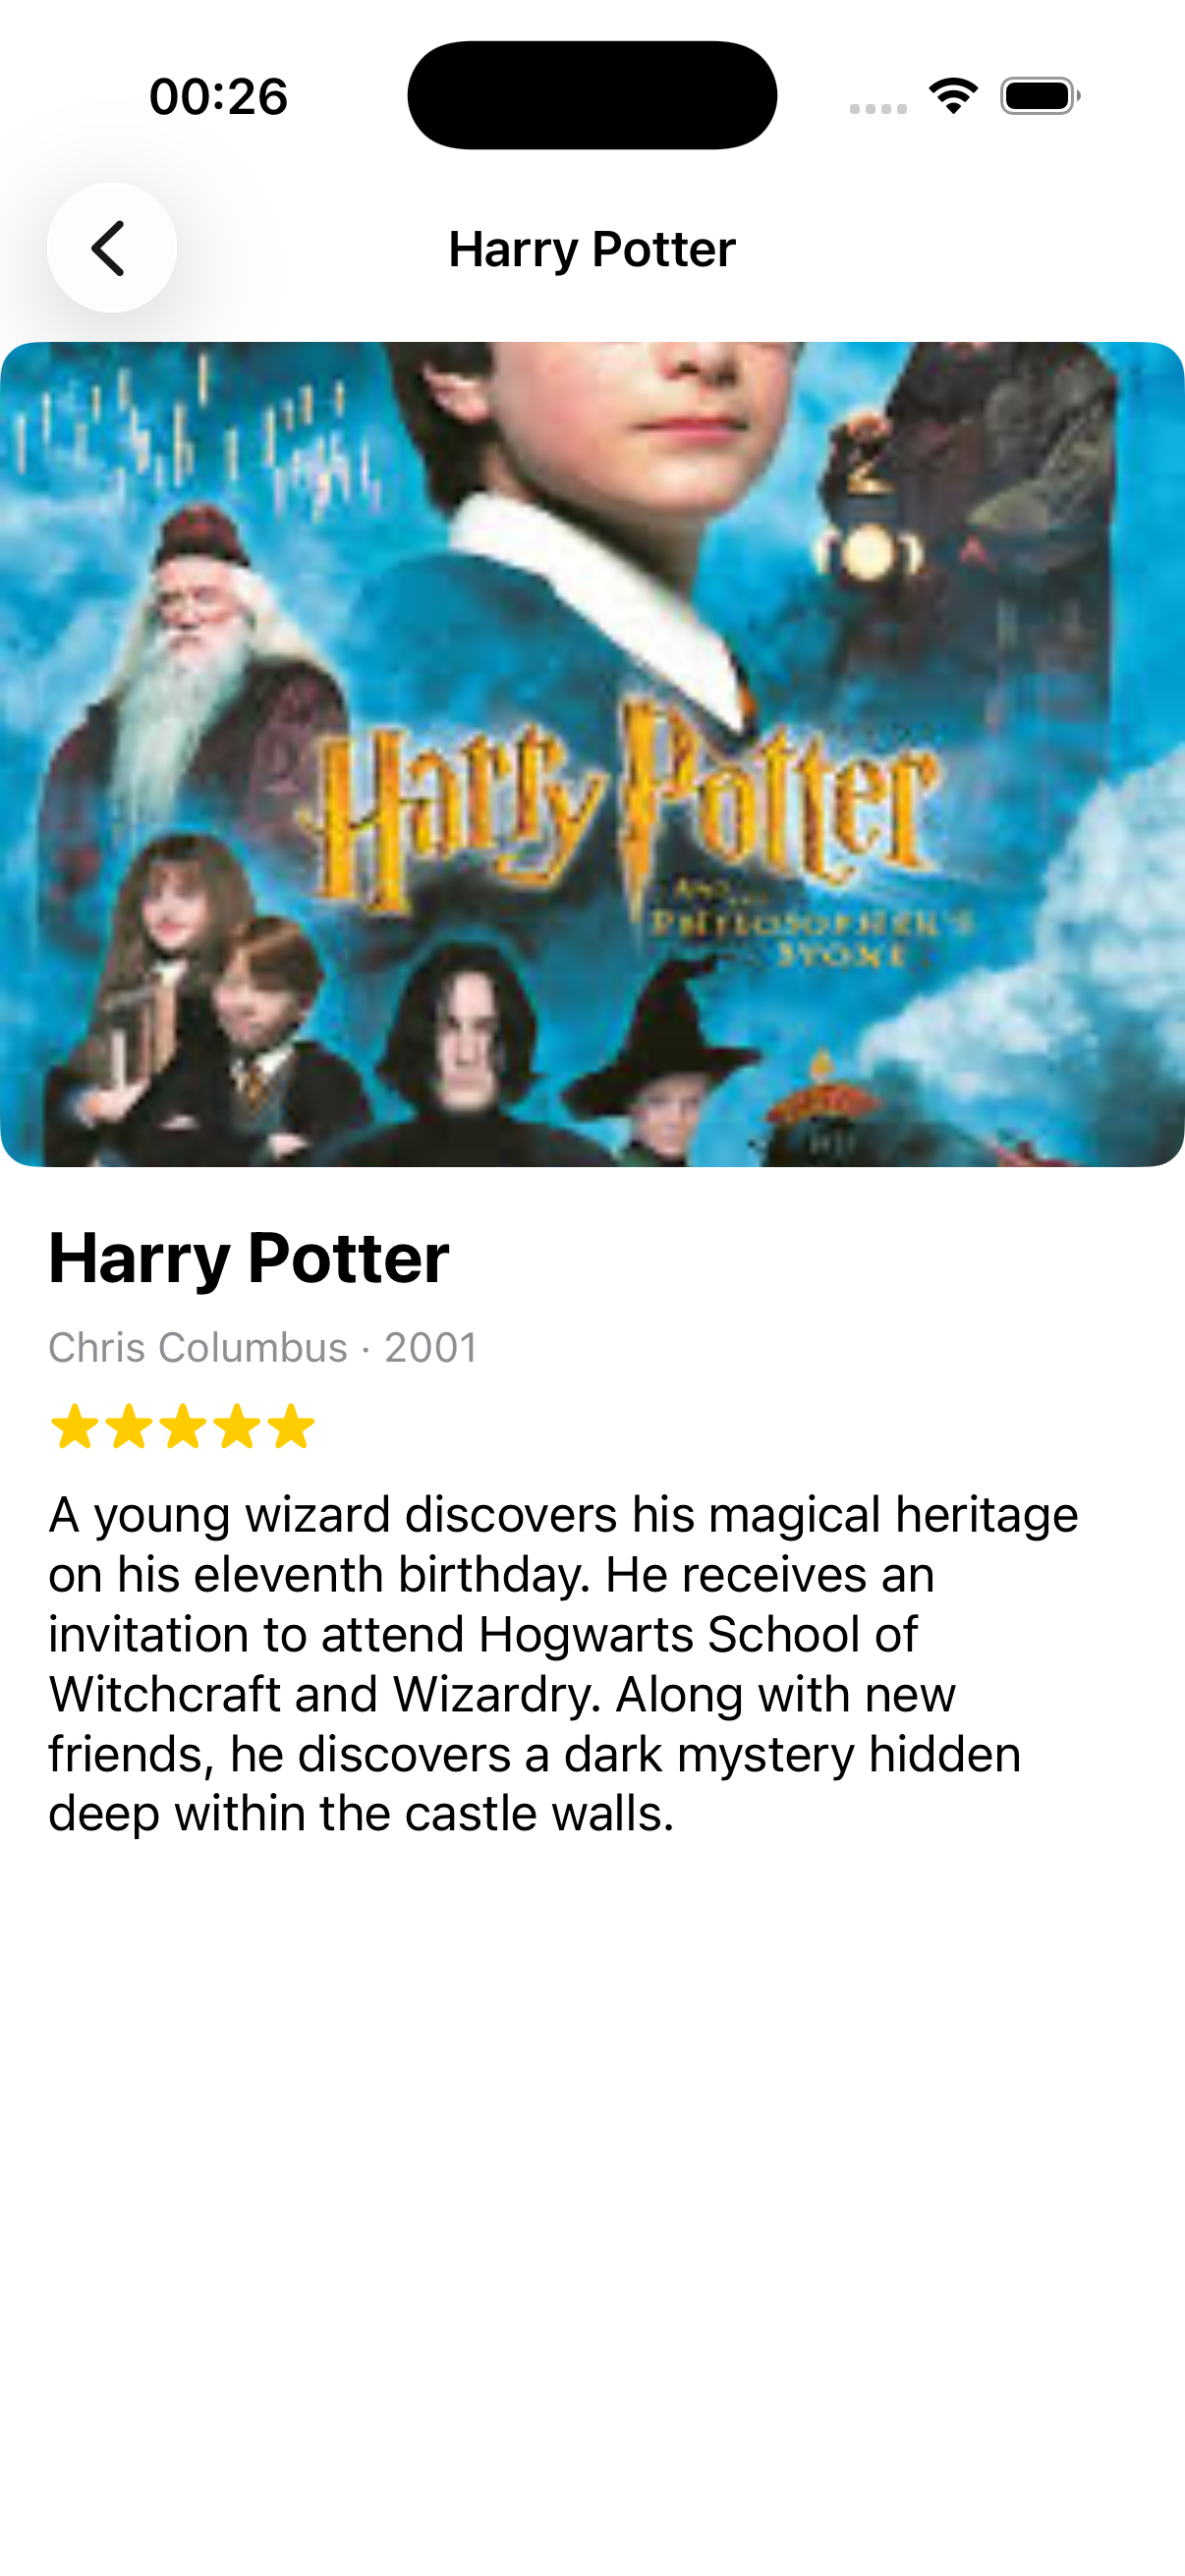 00:26
Harry Potter
Harry Potter
AND THE
PHILOSOPHER'S
STONE
Harry Potter
Chris Columbus · 2001
A young wizard discovers his magical heritage
on his eleventh birthday. He receives an
invitation to attend Hogwarts School of
Witchcraft and Wizardry. Along with new
friends, he discovers a dark mystery hidden
deep within the castle walls.